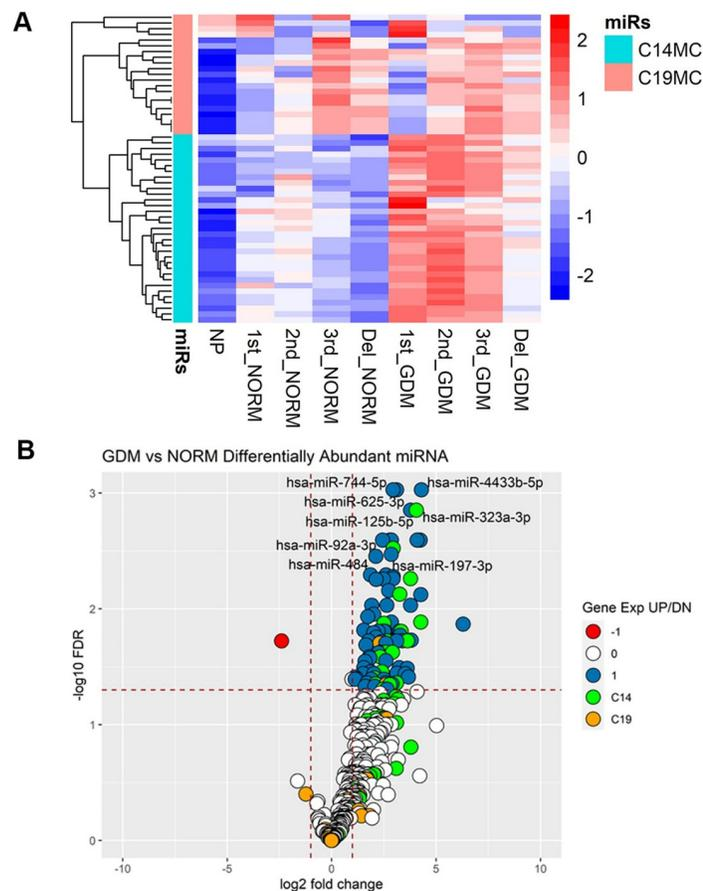 A
miRs
C14MC
C19MC
2
1
0
-1
-2
miRs
NP
1st_NORM
2nd_NORM
3rd_NORM
Del_NORM
1st_GDM
2nd_GDM
3rd_GDM
Del_GDM
B
GDM vs NORM Differentially Abundant miRNA
hsa-miR-744-5p
hsa-miR-4433b-5p
hsa-miR-625-3p
hsa-miR-323a-3p
hsa-miR-125b-5p
hsa-miR-92a-3p
hsa-miR-484
hsa-miR-197-3p
3
2
1
0
-log10 FDR
-10
-5
0
5
10
log2 fold change
Gene Exp UP/DN
-1
0
1
C14
C19